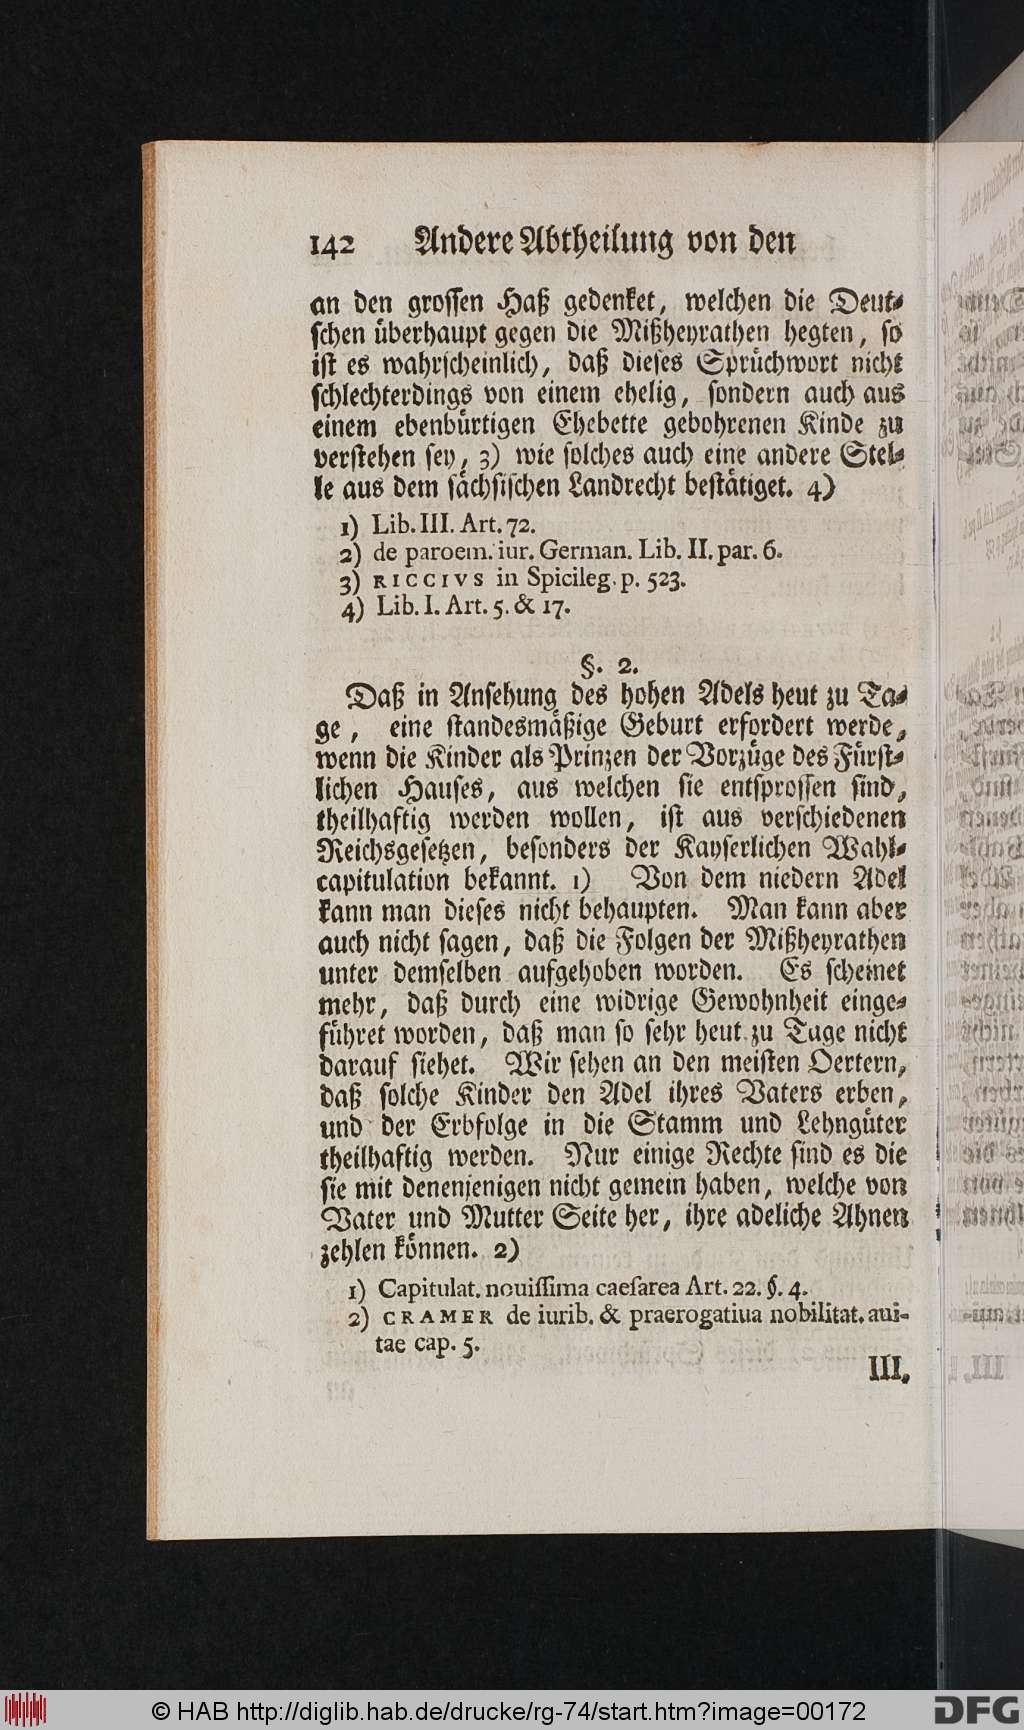 142 Andere Abtheilung von den
an den grossen Haß gedenket, welchen die Deut-
schen überhaupt gegen die Mißheyrathen hegten, so
ist es wahrscheinlich, daß dieses Sprüchwort nicht
schlechterdings von einem ehelig, sondern auch aus
einem ebenbürtigen Ehebette gebohrenen Kinde zu
verstehen sey, 3) wie solches auch eine andere Stel-
le aus dem sächsischen Landrecht bestätiget. 4)
1) Lib. III. Art. 72.
2) de paroem. iur. German. Lib. II. par. 6.
3) RICCIVS in Spicileg. p. 523.
4) Lib. I. Art. 5. & 17.
§. 2.
Daß in Ansehung des hohen Adels heut zu Ta-
ge, eine standesmäßige Geburt erfordert werde,
wenn die Kinder als Prinzen der Vorzüge des Fürst-
lichen Hauses, aus welchen sie entsprossen sind,
theilhaftig werden wollen, ist aus verschiedenen
Reichsgesetzen, besonders der Kayserlichen Wahl-
capitulation bekannt. 1) Von dem niedern Adel
kann man dieses nicht behaupten. Man kann aber
auch nicht sagen, daß die Folgen der Mißheyrathen
unter demselben aufgehoben worden. Es scheinet
mehr, daß durch eine widrige Gewohnheit einge-
führet worden, daß man so sehr heut zu Tage nicht
darauf siehet. Wir sehen an den meisten Oertern,
daß solche Kinder den Adel ihres Vaters erben,
und der Erbfolge in die Stamm und Lehngüter
theilhaftig werden. Nur einige Rechte sind es die
sie mit denenjenigen nicht gemein haben, welche von
Vater und Mutter Seite her, ihre adeliche Ahnen
zehlen können. 2)
1) Capitulat. nouiſſima caeſarea Art. 22. §. 4.
2) CRAMER de iurib. & praerogatiua nobilitat. aui-
tae cap. 5.
III.
© HAB http://diglib.hab.de/drucke/rg-74/start.htm?image=00172
DFG